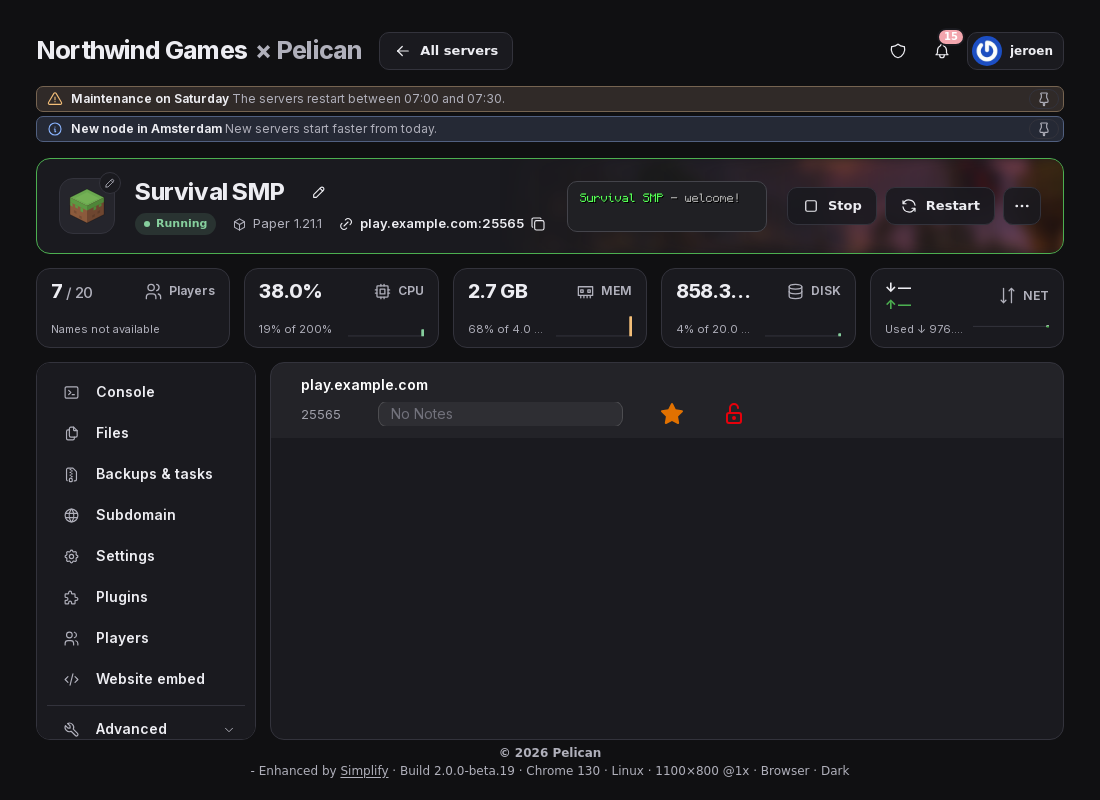 Northwind Games × Pelican
All servers
15
jeroen
Maintenance on Saturday The servers restart between 07:00 and 07:30.
New node in Amsterdam New servers start faster from today.
Survival SMP
Running
Paper 1.21.1
play.example.com:25565
Survival SMP — welcome!
Stop
Restart
7 / 20
Players
Names not available
38.0%
CPU
19% of 200%
2.7 GB
MEM
68% of 4.0 ...
858.3...
DISK
4% of 20.0 ...
↓—
↑—
NET
Used ↓ 976....
Console
Files
Backups & tasks
Subdomain
Settings
Plugins
Players
Website embed
Advanced
play.example.com
25565
No Notes
© 2026 Pelican
- Enhanced by Simplify · Build 2.0.0-beta.19 · Chrome 130 · Linux · 1100×800 @1x · Browser · Dark